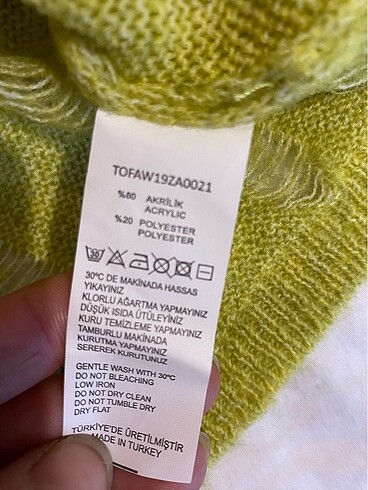 TOFAW19ZA0021
%80 AKRİLİK
ACRYLIC
%20 POLYESTER
POLYESTER
30
30°C DE MAKİNADA HASSAS
YIKAYINIZ
KLORLU AĞARTMA YAPMAYINIZ
DÜŞÜK ISIDA ÜTÜLEYİNİZ
KURU TEMİZLEME YAPMAYINIZ
TAMBURLU MAKİNADA
KURUTMA YAPMAYINIZ
SEREREK KURUTUNUZ
GENTLE WASH WITH 30°C
DO NOT BLEACHING
LOW IRON
DO NOT DRY CLEAN
DO NOT TUMBLE DRY
DRY FLAT
TÜRKİYE'DE ÜRETİLMİŞTİR
MADE IN TURKEY